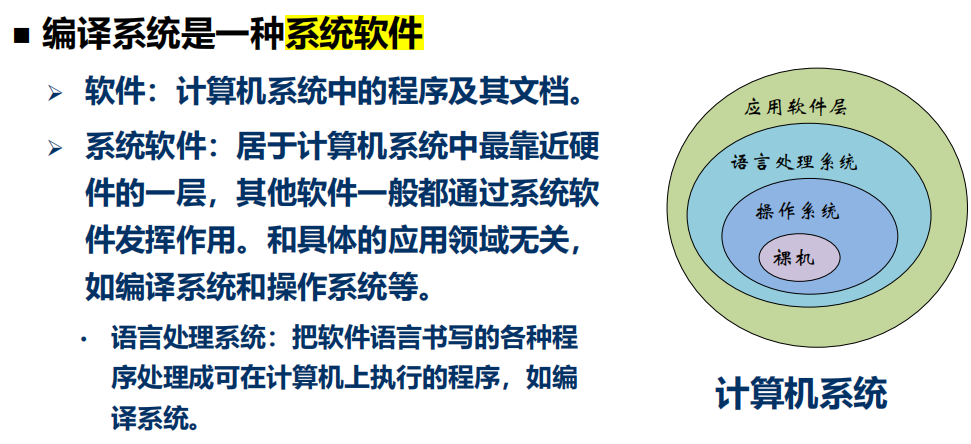 ■ 编译系统是一种系统软件
➢ 软件：计算机系统中的程序及其文档。
➢ 系统软件：居于计算机系统中最靠近硬
件的一层，其他软件一般都通过系统软
件发挥作用。和具体的应用领域无关，
如编译系统和操作系统等。
• 语言处理系统：把软件语言书写的各种程
序处理成可在计算机上执行的程序，如编
译系统。
应用软件层
语言处理系统
操作系统
裸机
计算机系统